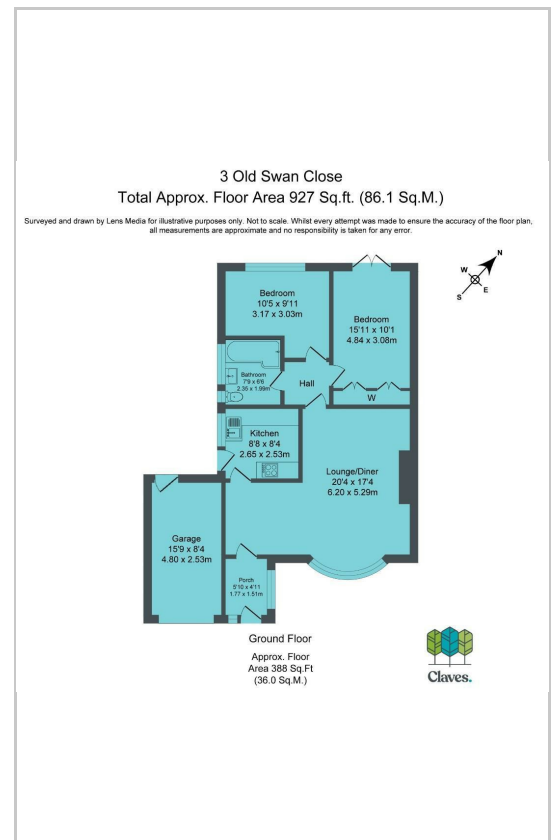 3 Old Swan Close
Total Approx. Floor Area 927 Sq.ft. (86.1 Sq.M.)
Surveyed and drawn by Lens Media for illustrative purposes only. Not to scale. Whilst every attempt was made to ensure the accuracy of the floor plan,
all measurements are approximate and no responsibility is taken for any error.
N
W
E
S
Bedroom
10'5 x 9'11
3.17 x 3.03m
Bedroom
15'11 x 10'1
4.84 x 3.08m
Bathroom
7'9 x 6'6
2.35 x 1.99m
Hall
W
Kitchen
8'8 x 8'4
2.65 x 2.53m
Lounge/Diner
20'4 x 17'4
6.20 x 5.29m
Garage
15'9 x 8'4
4.80 x 2.53m
Porch
5'10 x 4'11
1.77 x 1.51m
Ground Floor
Approx. Floor
Area 388 Sq.Ft
(36.0 Sq.M.)
Claves.